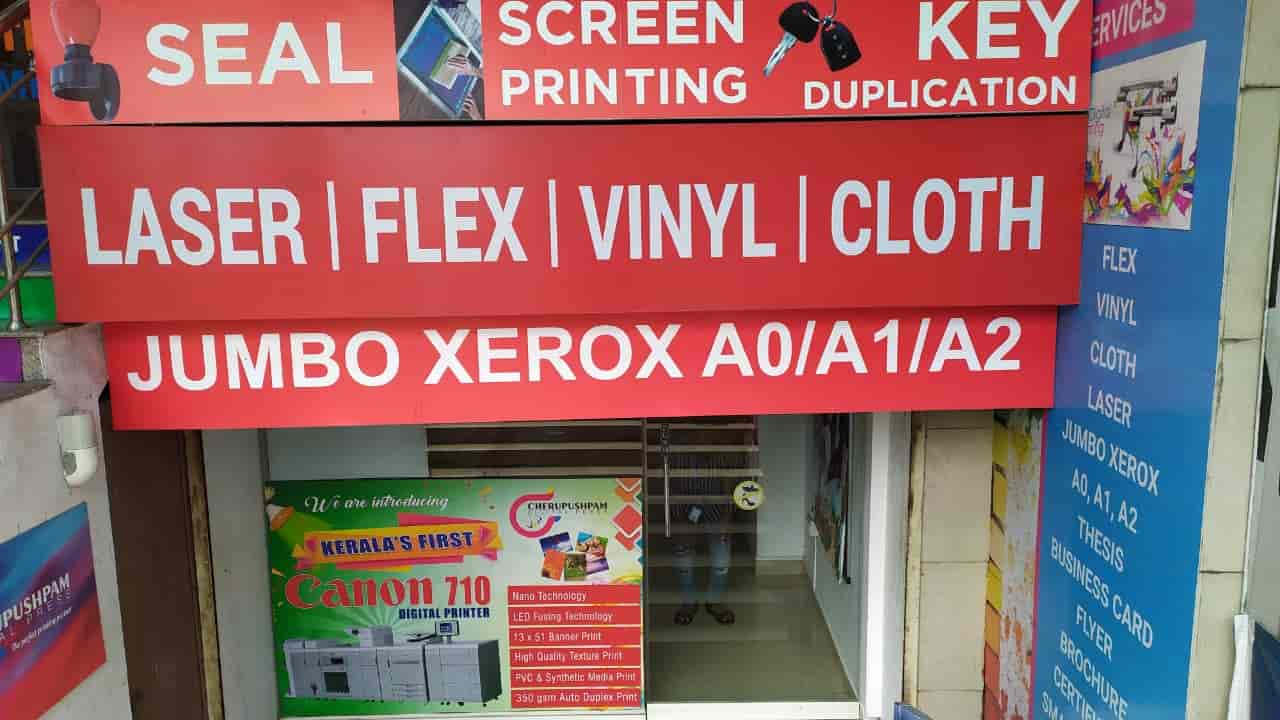 SEAL
SCREEN
PRINTING
KEY
DUPLICATION
LASER | FLEX | VINYL | CLOTH
JUMBO XEROX A0/A1/A2
We are introducing
KERALA'S FIRST
Canon 710
DIGITAL PRINTER
CHERUPUSHPAM
Nano Technology
LED Fusing Technology
13 x 51 Banner Print
High Quality Texture Print
PVC & Synthetic Media Print
350 gsm Auto Duplex Print
SERVICES
FLEX
VINYL
CLOTH
LASER
JUMBO XEROX
A0, A1, A2
THESIS
BUSINESS CARD
FLYER
BROCHURE
UPUSHPAM